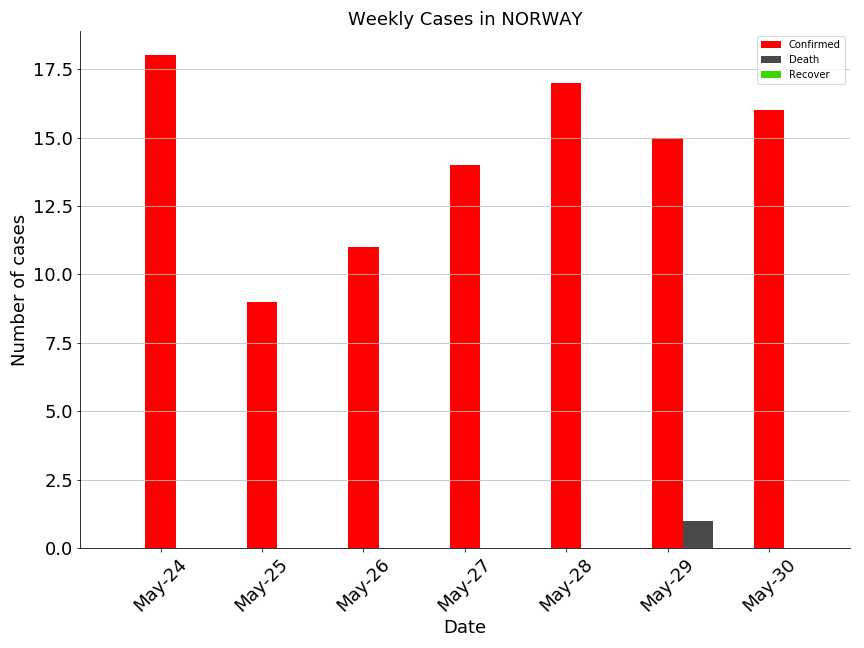 Weekly Cases in NORWAY
Confirmed
Death
Recover
Number of cases
17.5
15.0
12.5
10.0
7.5
5.0
2.5
0.0
May-24
May-25
May-26
May-27
May-28
May-29
May-30
Date